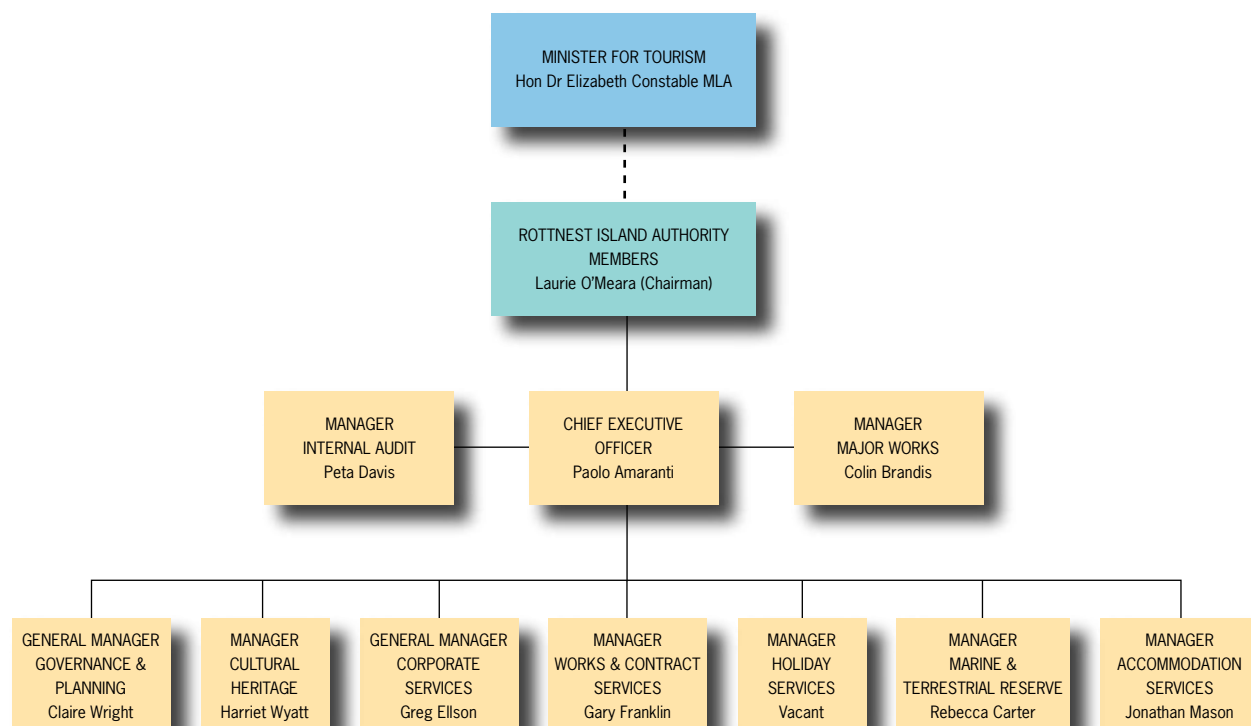 MINISTER FOR TOURISM
Hon Dr Elizabeth Constable MLA
ROTTNEST ISLAND AUTHORITY
MEMBERS
Laurie O'Meara (Chairman)
MANAGER
INTERNAL AUDIT
Peta Davis
CHIEF EXECUTIVE
OFFICER
Paolo Amaranti
MANAGER
MAJOR WORKS
Colin Brandis
GENERAL MANAGER
GOVERNANCE &
PLANNING
Claire Wright
MANAGER
CULTURAL
HERITAGE
Harriet Wyatt
GENERAL MANAGER
CORPORATE
SERVICES
Greg Ellson
MANAGER
WORKS & CONTRACT
SERVICES
Gary Franklin
MANAGER
HOLIDAY
SERVICES
Vacant
MANAGER
MARINE &
TERRESTRIAL RESERVE
Rebecca Carter
MANAGER
ACCOMMODATION
SERVICES
Jonathan Mason